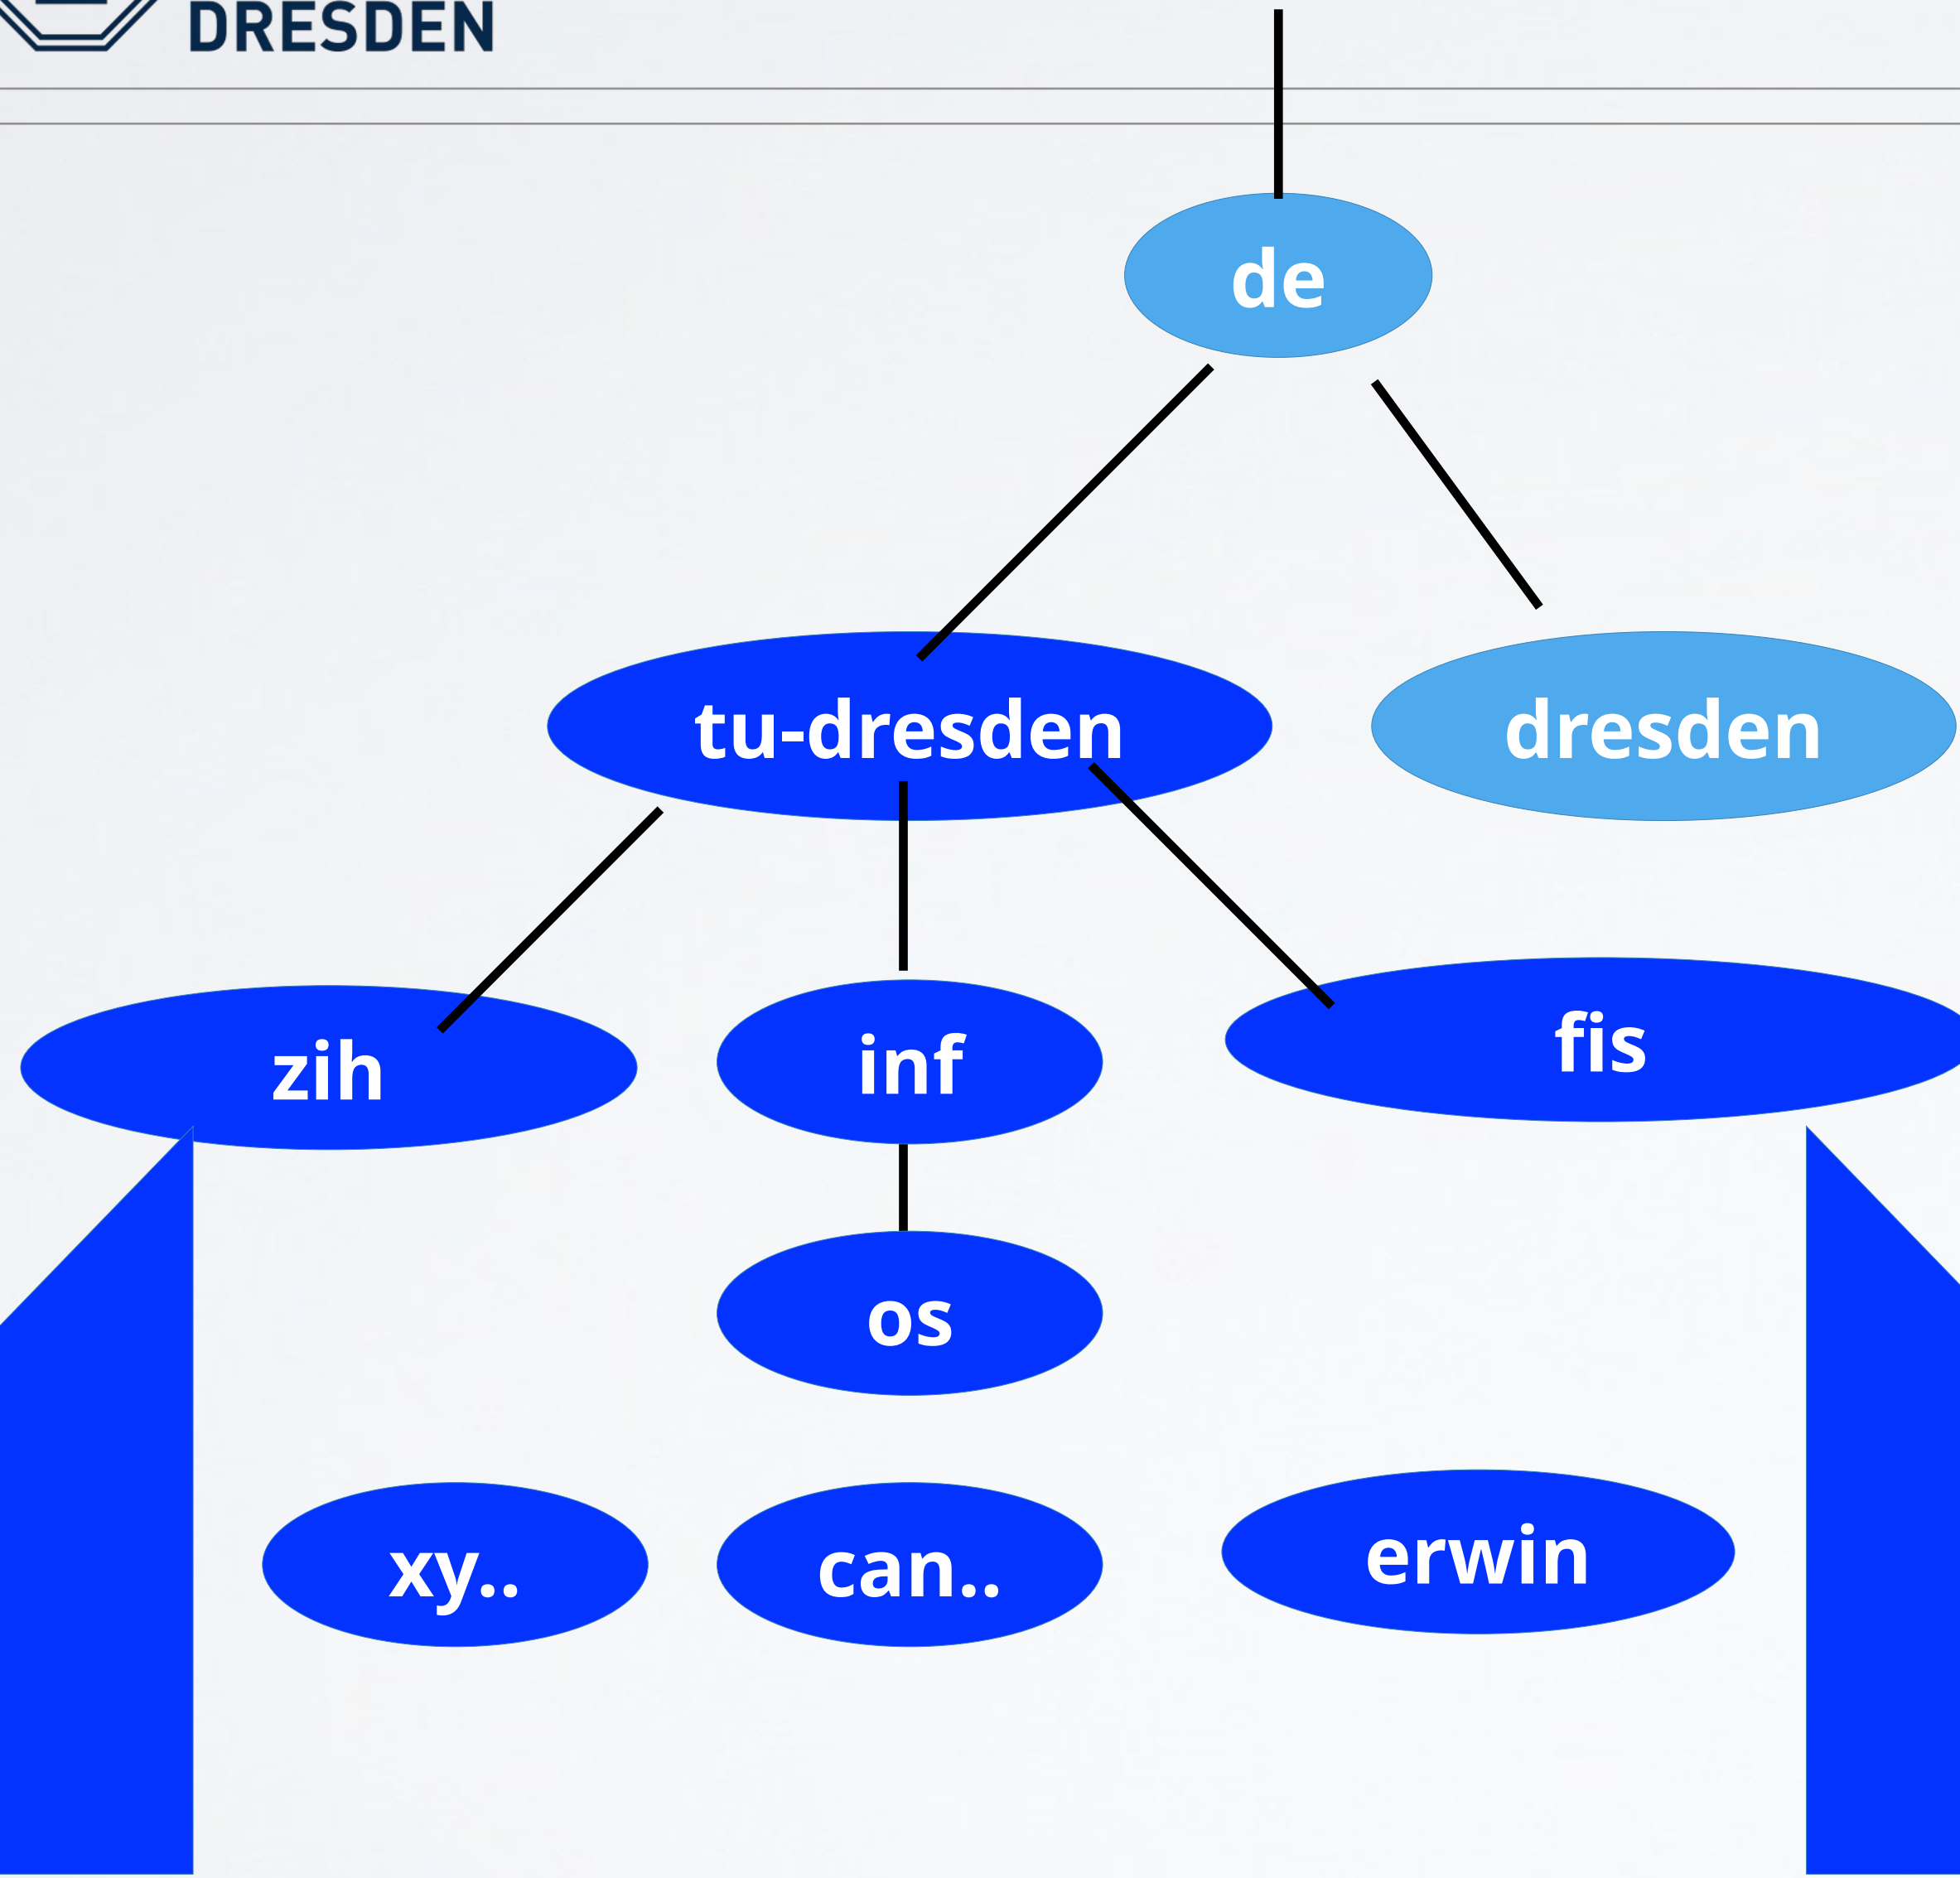 DRESDEN
de
tu-dresden
dresden
zih
inf
fis
os
xy..
can..
erwin